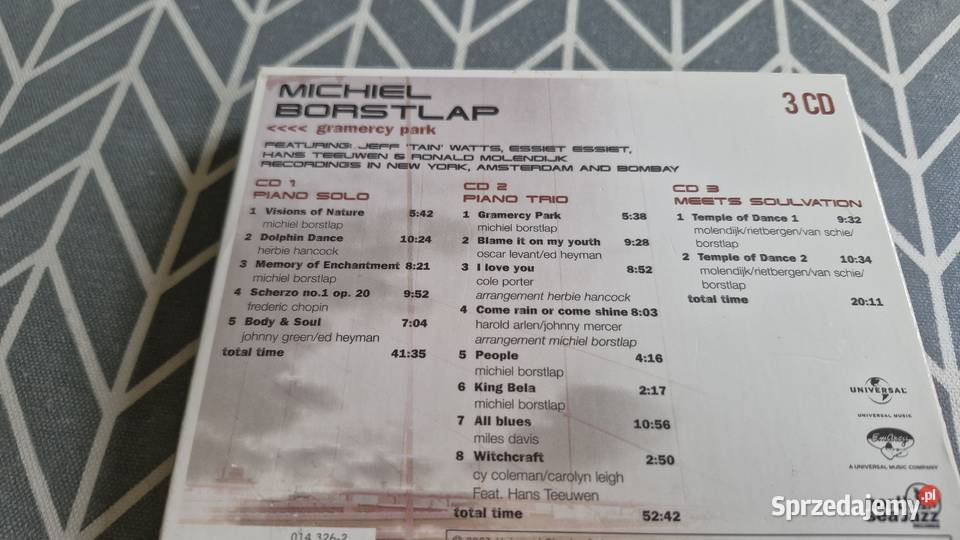 MICHIEL
BORSTLAP
3 CD
<<<< gramercy park
FEATURING: JEFF 'TAIN' WATTS, ESSIET ESSIET,
HANS TEEUWEN & RONALD MOLENDIJK
RECORDINGS IN NEW YORK, AMSTERDAM AND BOMBAY
CD 1
PIANO SOLO
1 Visions of Nature 5:42
michiel borstlap
2 Dolphin Dance 10:24
herbie hancock
3 Memory of Enchantment 8:21
michiel borstlap
4 Scherzo no.1 op. 20 9:52
frederic chopin
5 Body & Soul 7:04
johnny green/ed heyman
total time 41:35
CD 2
PIANO TRIO
1 Gramercy Park 5:38
michiel borstlap
2 Blame it on my youth 9:28
oscar levant/ed heyman
3 I love you 8:52
cole porter
arrangement herbie hancock
4 Come rain or come shine 8:03
harold arlen/johnny mercer
arrangement michiel borstlap
5 People 4:16
michiel borstlap
6 King Bela 2:17
michiel borstlap
7 All blues 10:56
miles davis
8 Witchcraft 2:50
cy coleman/carolyn leigh
Feat. Hans Teeuwen
total time 52:42
CD 3
MEETS SOULVATION
1 Temple of Dance 1 9:32
molendijk/rietbergen/van schie/
borstlap
2 Temple of Dance 2 10:34
molendijk/rietbergen/van schie/
borstlap
total time 20:11
UNIVERSAL
UNIVERSAL MUSIC
EmArcy
A UNIVERSAL MUSIC COMPANY
Sprzedajemy.pl
014 326-2